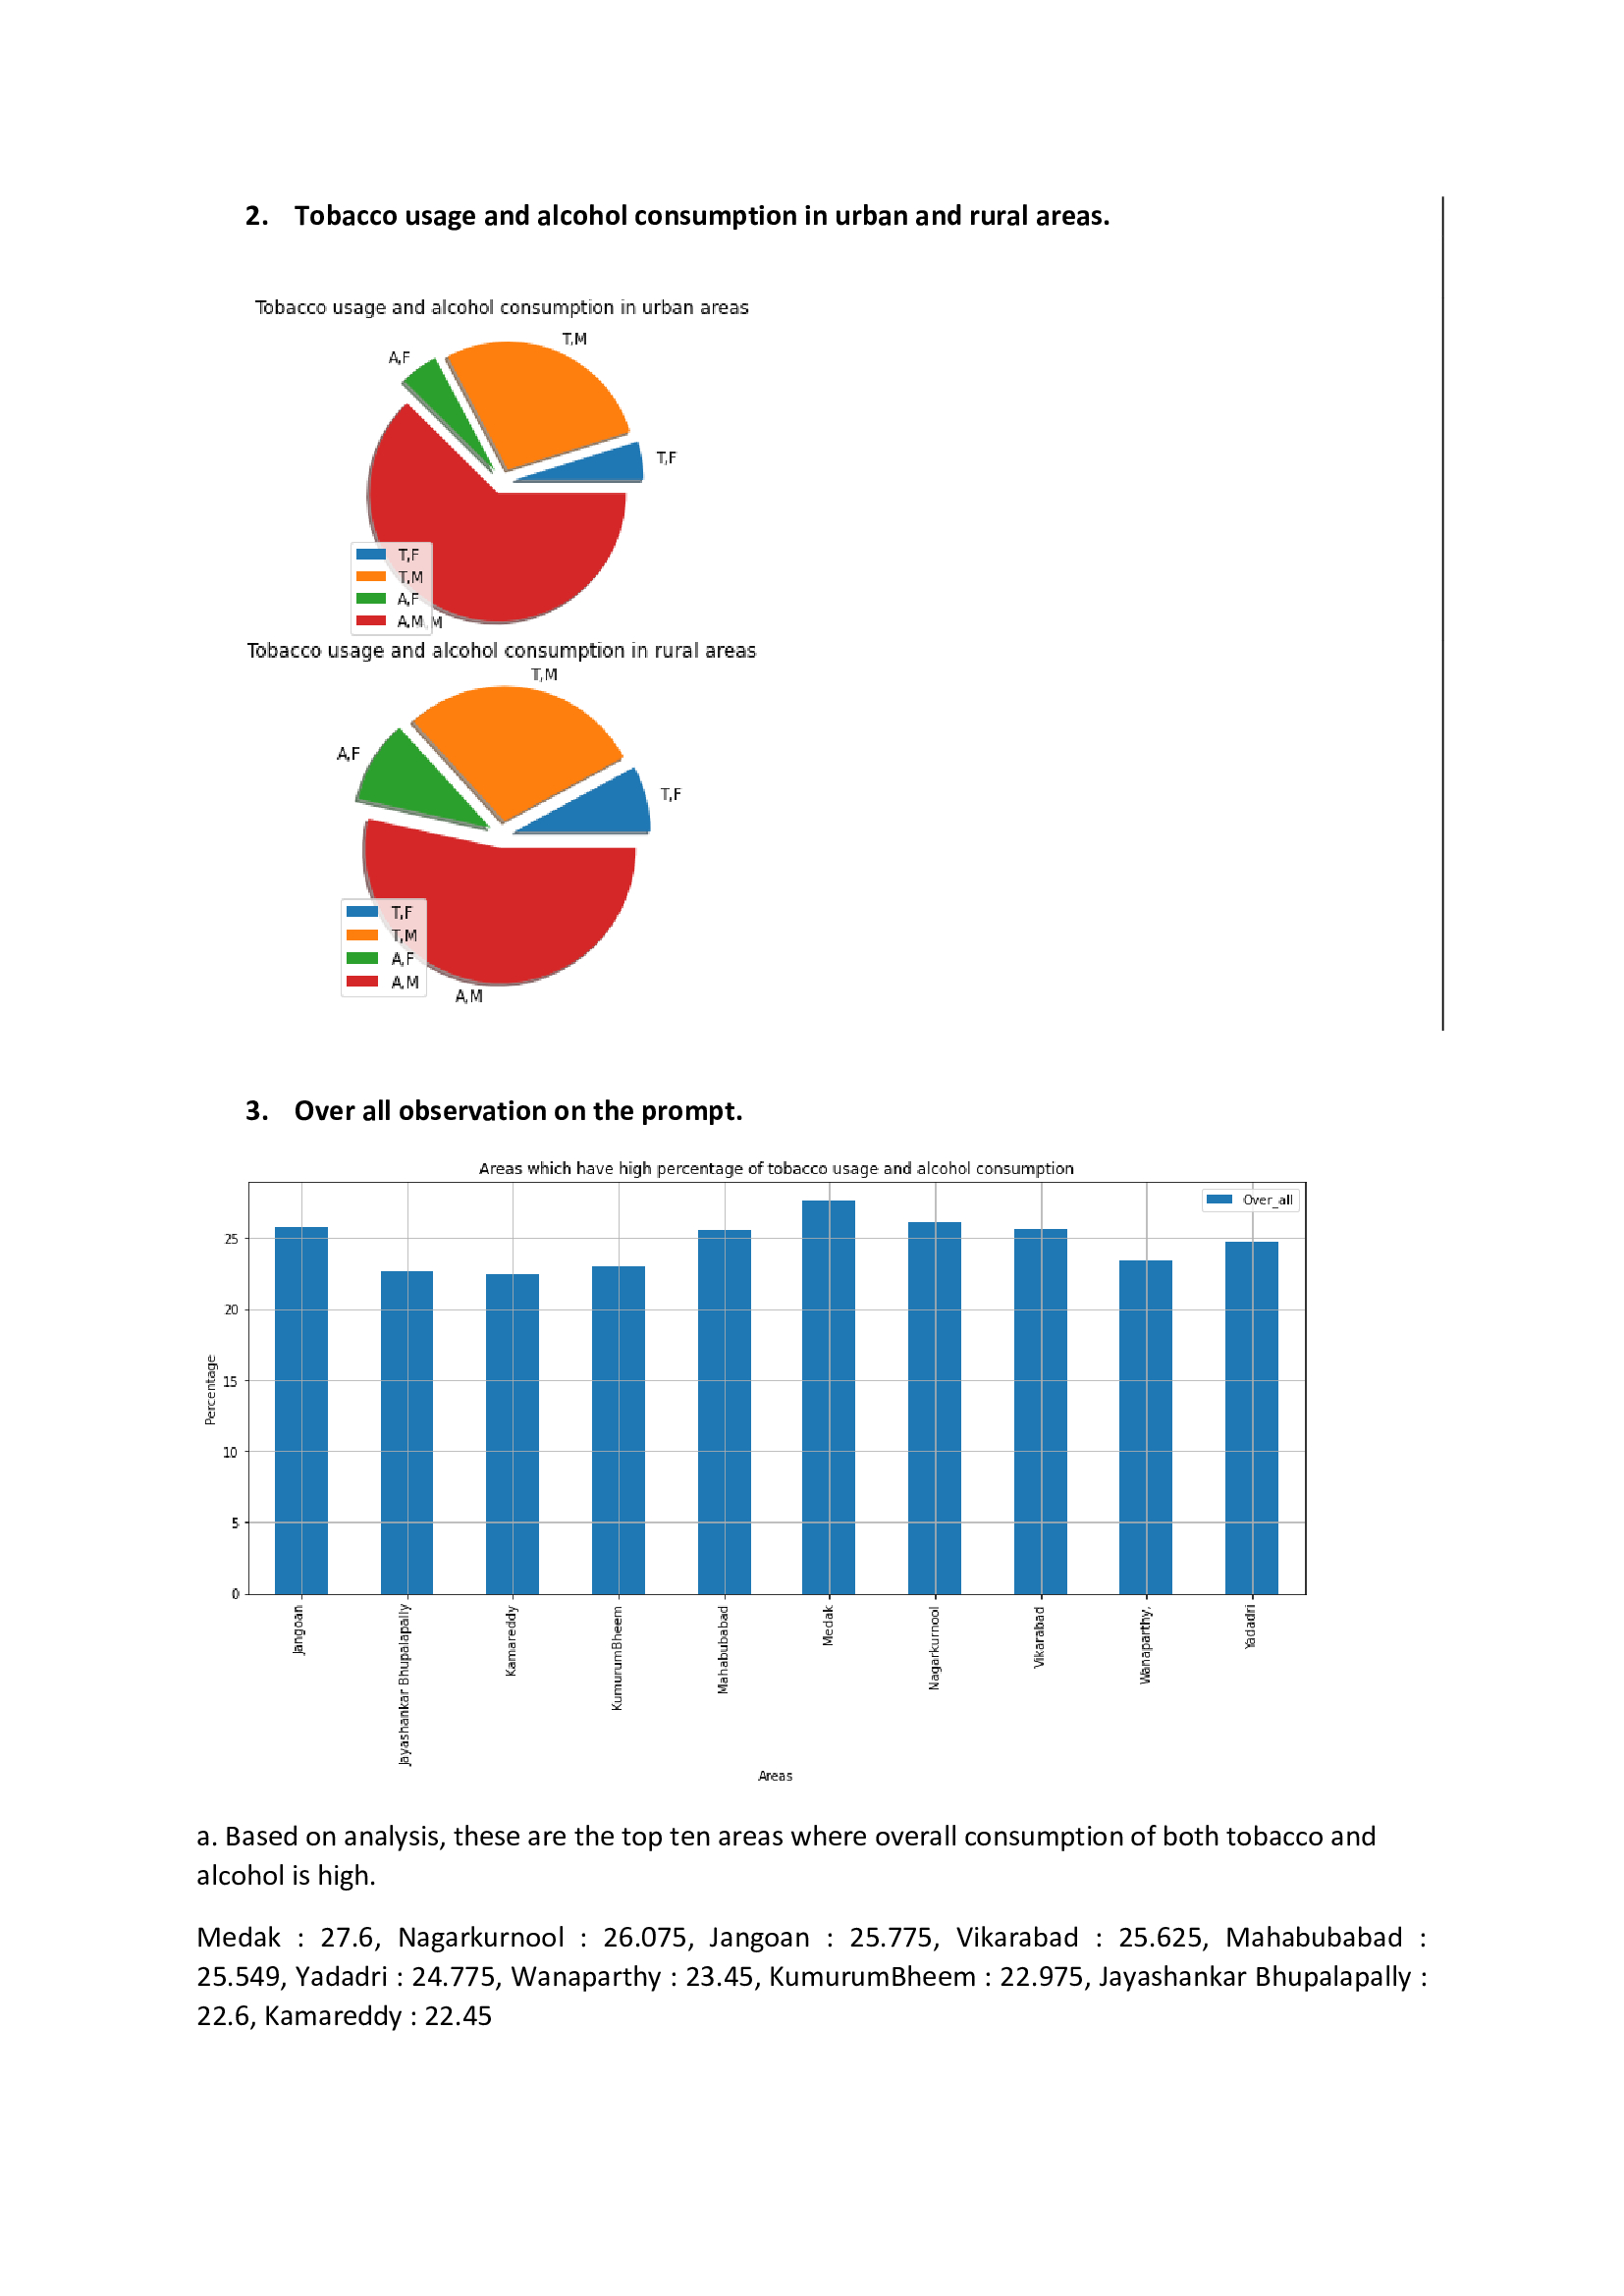 2. Tobacco usage and alcohol consumption in urban and rural areas.
Tobacco usage and alcohol consumption in urban areas
T,M
A,F
T,F
T,F
T,M
A,F
A,M
A,M
Tobacco usage and alcohol consumption in rural areas
T,M
A,F
T,F
T,F
T,M
A,F
A,M
A,M
3. Over all observation on the prompt.
Areas which have high percentage of tobacco usage and alcohol consumption
Over_all
25
20
15
10
5
0
Percentage
Jangoan
Jayashankar Bhupalapally
Kamareddy
KumurumBheem
Mahabubabad
Medak
Nagarkurnool
Vikarabad
Wanaparthy,
Yadadri
Areas
a. Based on analysis, these are the top ten areas where overall consumption of both tobacco and
alcohol is high.
Medak : 27.6, Nagarkurnool : 26.075, Jangoan : 25.775, Vikarabad : 25.625, Mahabubabad :
25.549, Yadadri : 24.775, Wanaparthy : 23.45, KumurumBheem : 22.975, Jayashankar Bhupalapally :
22.6, Kamareddy : 22.45